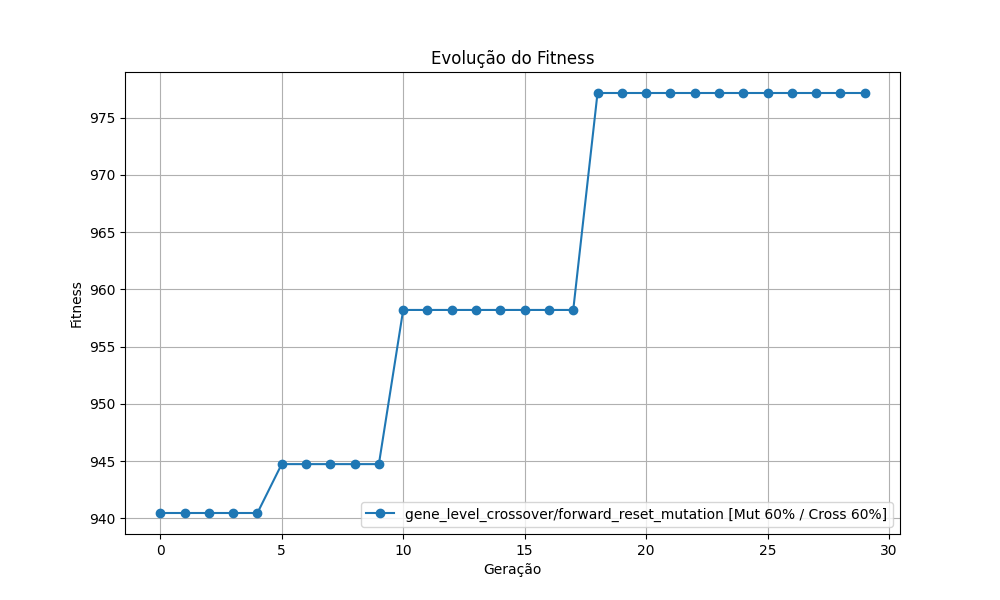 Evolução do Fitness
Fitness
975
970
965
960
955
950
945
940
gene_level_crossover/forward_reset_mutation [Mut 60% / Cross 60%]
0 5 10 15 20 25 30
Geração